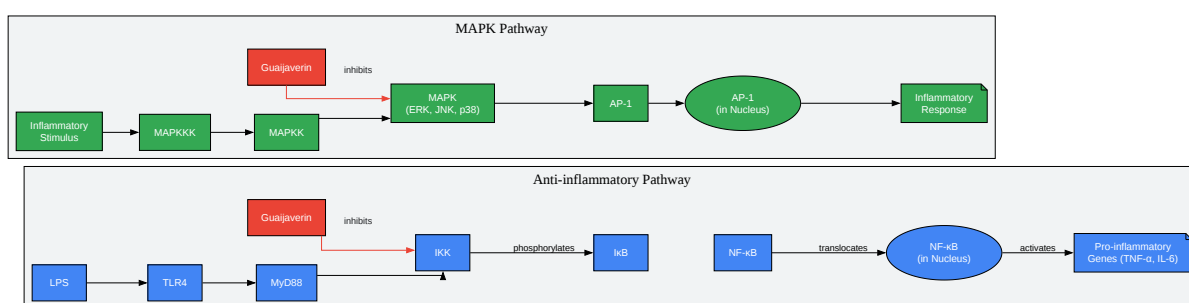 MAPK Pathway
Guaijaverin
inhibits
MAPK
(ERK, JNK, p38)
AP-1
AP-1
(in Nucleus)
Inflammatory
Response
Inflammatory
Stimulus
MAPKKK
MAPKK
Anti-inflammatory Pathway
Guaijaverin
inhibits
IKK
phosphorylates
IκB
NF-κB
translocates
NF-κB
(in Nucleus)
activates
Pro-inflammatory
Genes (TNF-α, IL-6)
LPS
TLR4
MyD88